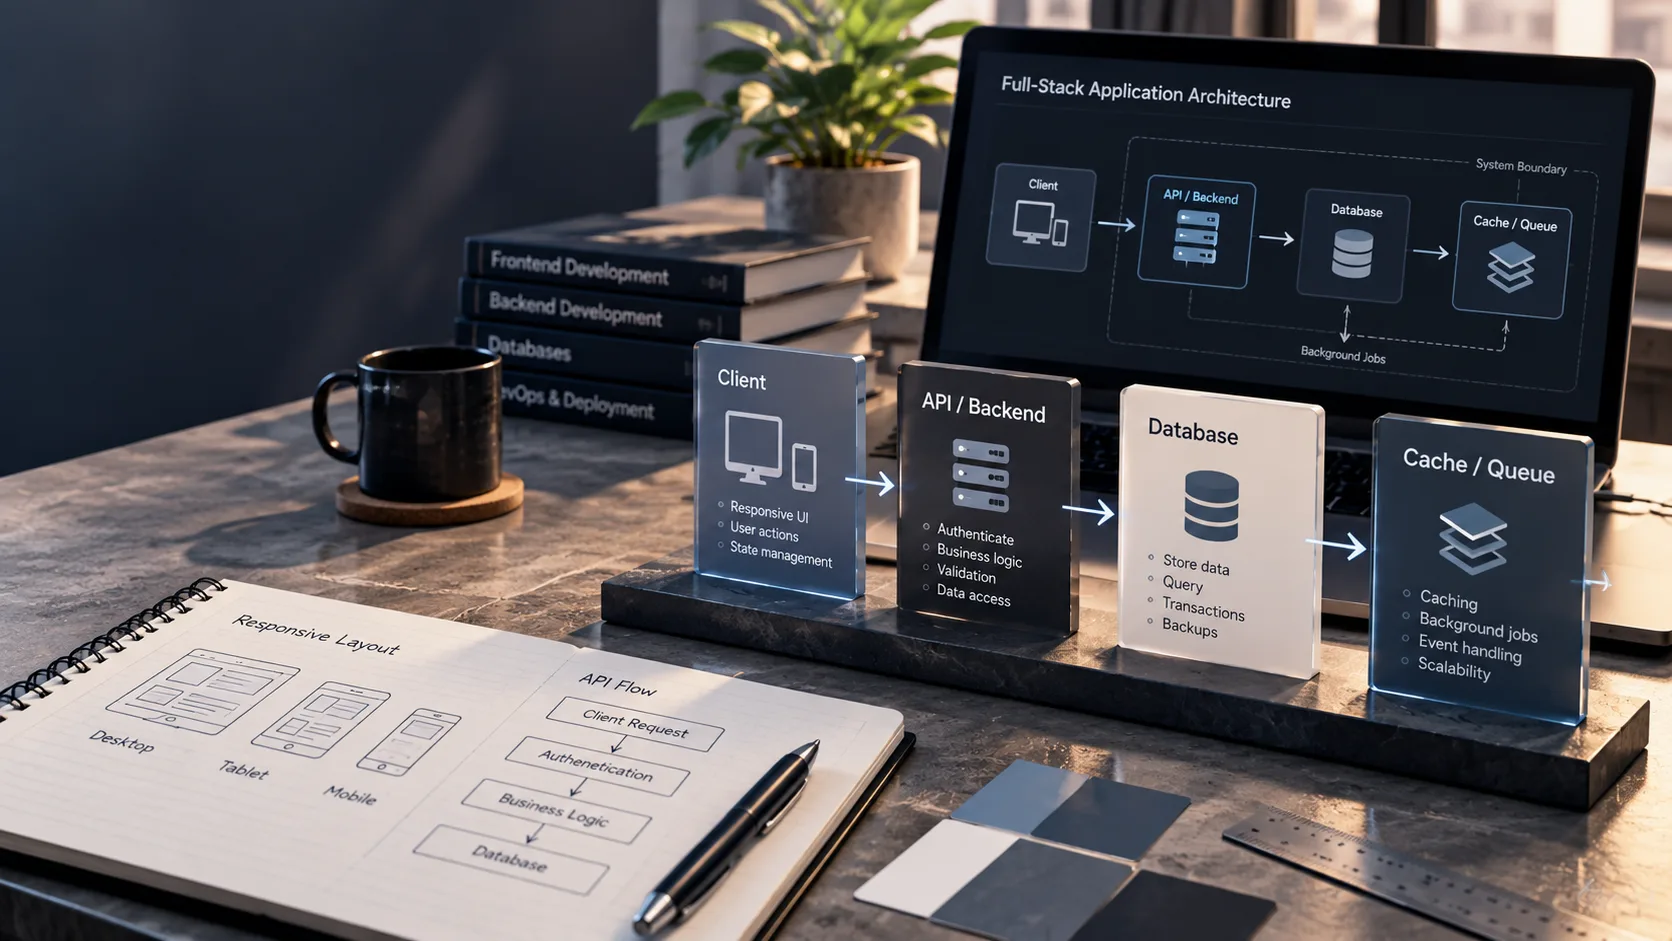 Full-Stack Application Architecture
System Boundary
Client
API / Backend
Database
Cache / Queue
Background Jobs
Frontend Development
Backend Development
Databases
evOps & Deployment
Client
Responsive UI
User actions
State management
API / Backend
Authenticate
Business logic
Validation
Data access
Database
Store data
Query
Transactions
Backups
Cache / Queue
Caching
Background jobs
Event handling
Scalability
Responsive Layout
Desktop
Tablet
Mobile
API Flow
Client Request
Authenetication
Business Logic
Database